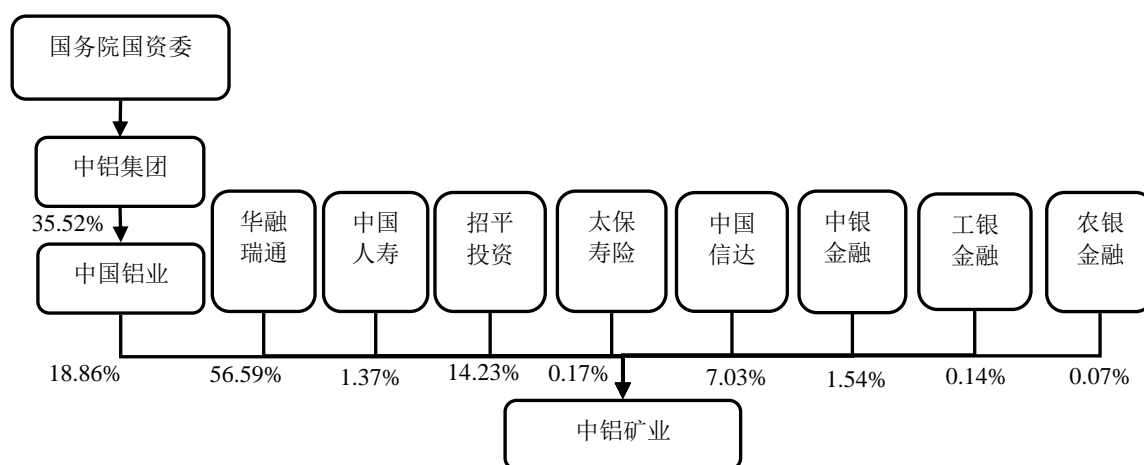 国务院国资委
中铝集团
35.52%
中国铝业
华融
瑞通
中国
人寿
招平
投资
太保
寿险
中国
信达
中银
金融
工银
金融
农银
金融
18.86%
56.59%
1.37%
14.23%
0.17%
7.03%
1.54%
0.14%
0.07%
中铝矿业